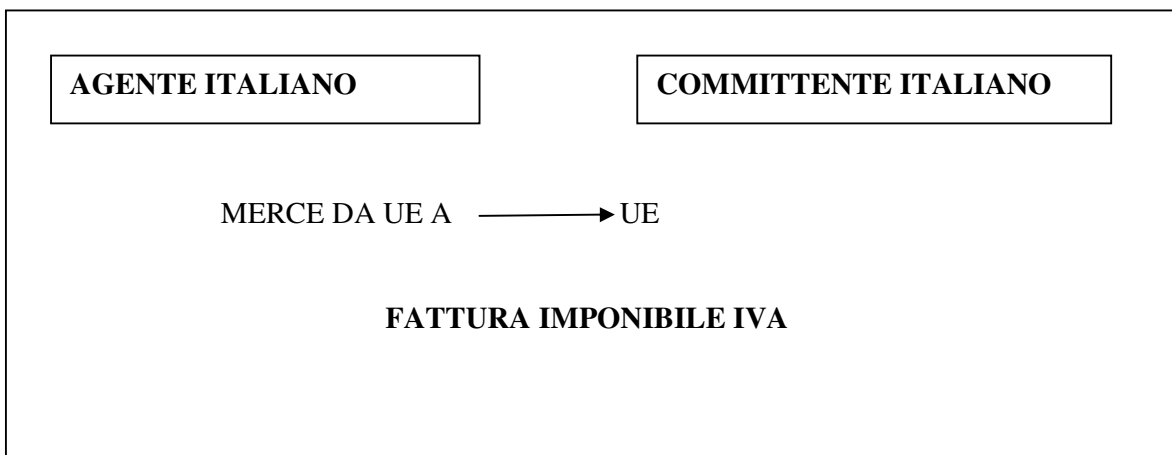 AGENTE ITALIANO
COMMITTENTE ITALIANO
MERCE DA UE A UE
FATTURA IMPONIBILE IVA